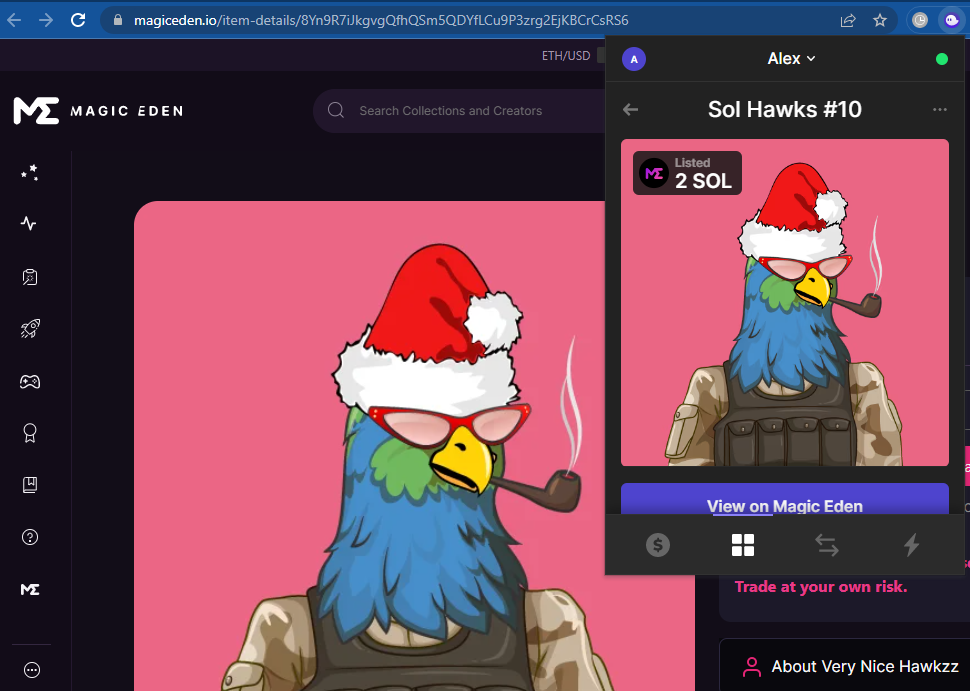 magiceden.io/item-details/8Yn9R7iJkgvgQfhQSm5QDYfLCu9P3zrg2EjKBCrCsRS6
ETH/USD
A
Alex
MAGIC EDEN
Search Collections and Creators
Sol Hawks #10
Listed
2 SOL
View on Magic Eden
Trade at your own risk.
About Very Nice Hawkzz